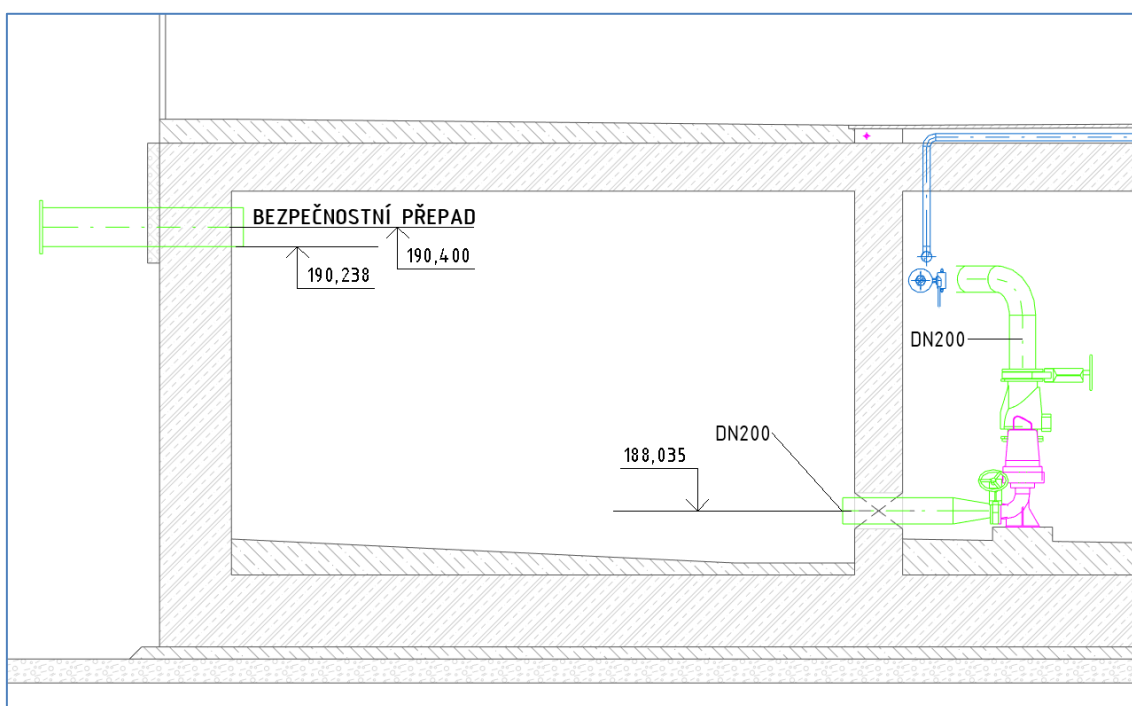 BEZPEČNOSTNÍ PŘEPAD
190,400
190,238
DN200
DN200
188,035